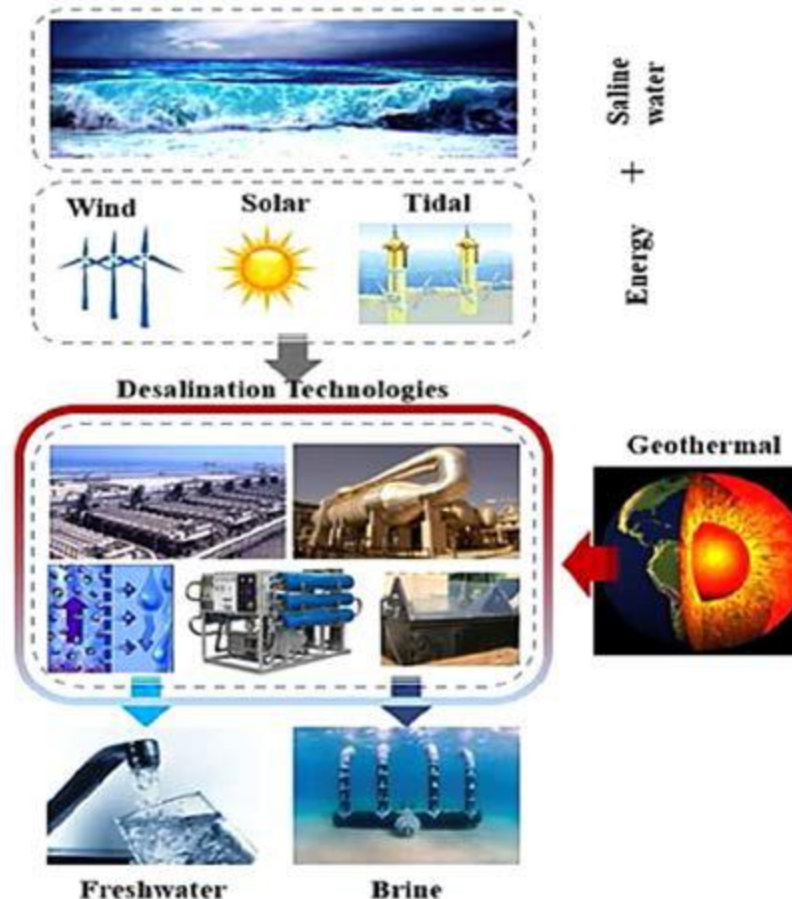 Saline
water
+
Energy
Wind
Solar
Tidal
Desalination Technologies
Geothermal
Freshwater
Brine